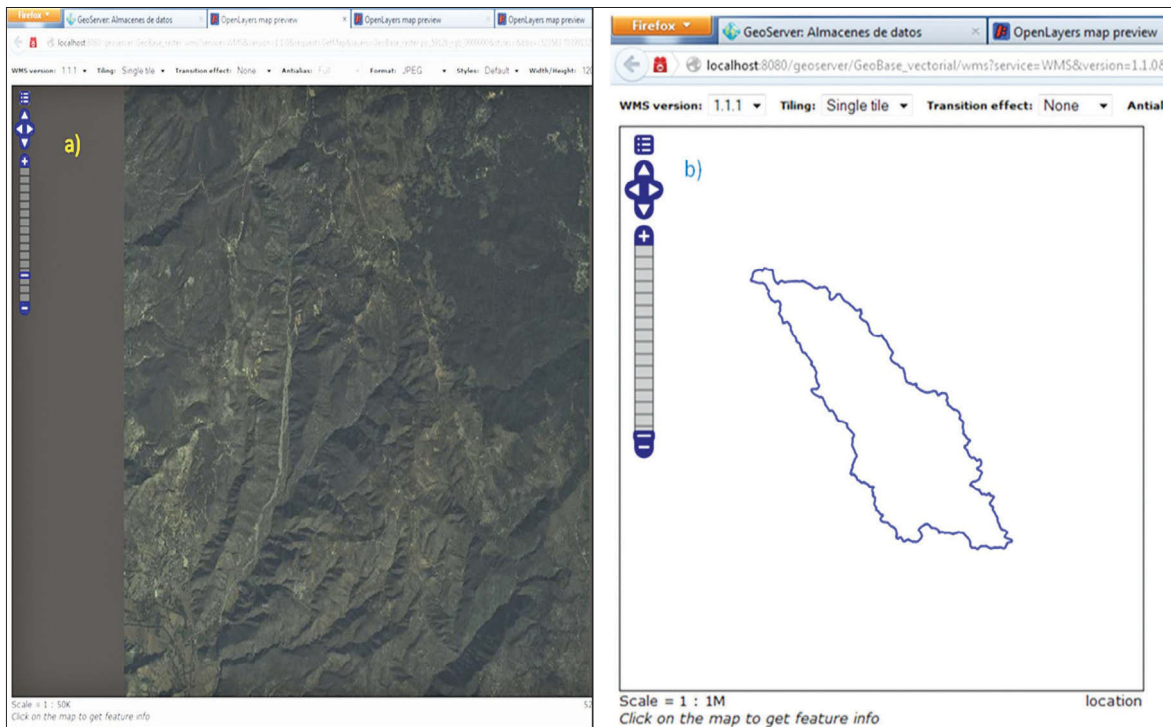 GeoServer: Almacenes de datos
OpenLayers map preview
OpenLayers map preview
OpenLayers map preview
localhost
WMS version: 1.1.1 Tiling: Single tile Transition effect: None Antialias: Full Format: JPEG Styles: Default Width/Height:
a)
Scale = 1 : 50K
Click on the map to get feature info
Firefox
GeoServer: Almacenes de datos
OpenLayers map preview
localhost:8080/geoserver/GeoBase_vectorial/wms?service=WMS&version=1.1.0&
WMS version: 1.1.1 Tiling: Single tile Transition effect: None Antial
b)
Scale = 1 : 1M
location
Click on the map to get feature info